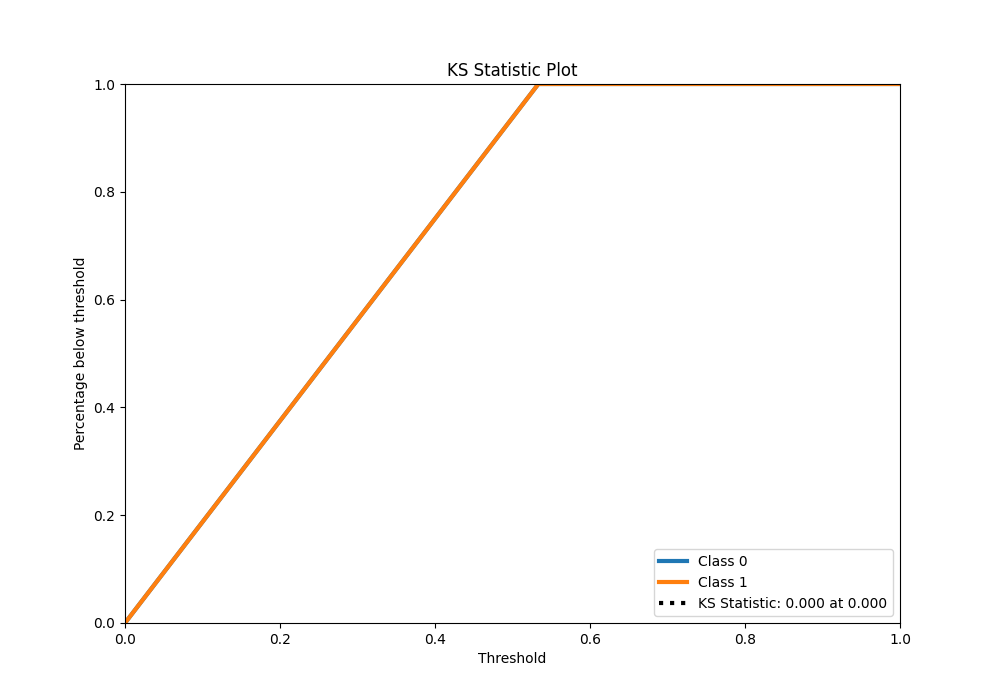 KS Statistic Plot
1.0
0.8
0.6
0.4
0.2
0.0
Percentage below threshold
0.0 0.2 0.4 0.6 0.8 1.0
Threshold
Class 0
Class 1
KS Statistic: 0.000 at 0.000